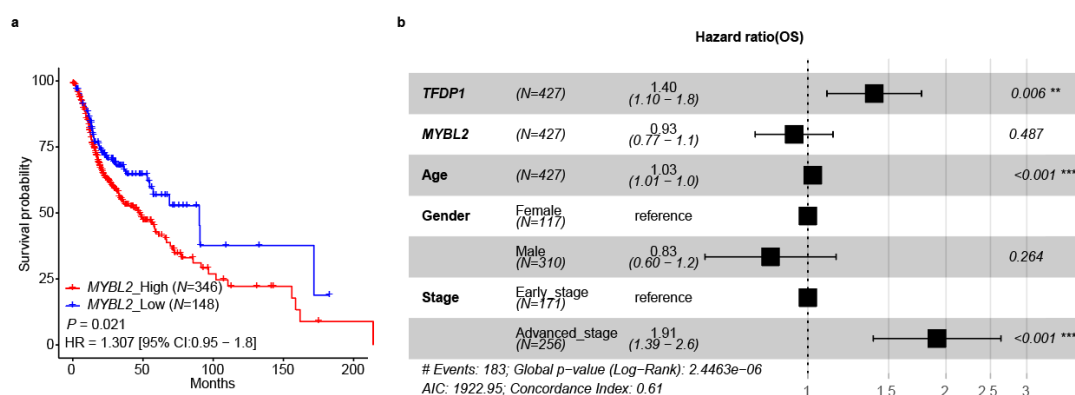 a
Survival probability
100
75
50
25
0
MYBL2_High (N=346)
MYBL2_Low (N=148)
P = 0.021
HR = 1.307 [95% CI:0.95 − 1.8]
0 50 100 150 200
Months
b
Hazard ratio(OS)
TFDP1 (N=427) 1.40 (1.10 − 1.8) 0.006 **
MYBL2 (N=427) 0.93 (0.77 − 1.1) 0.487
Age (N=427) 1.03 (1.01 − 1.0) <0.001 ***
Gender Female (N=117) reference
Male (N=310) 0.83 (0.60 − 1.2) 0.264
Stage Early_stage (N=171) reference
Advanced_stage (N=256) 1.91 (1.39 − 2.6) <0.001 ***
# Events: 183; Global p−value (Log−Rank): 2.4463e−06
AIC: 1922.95; Concordance Index: 0.61
1 1.5 2 2.5 3